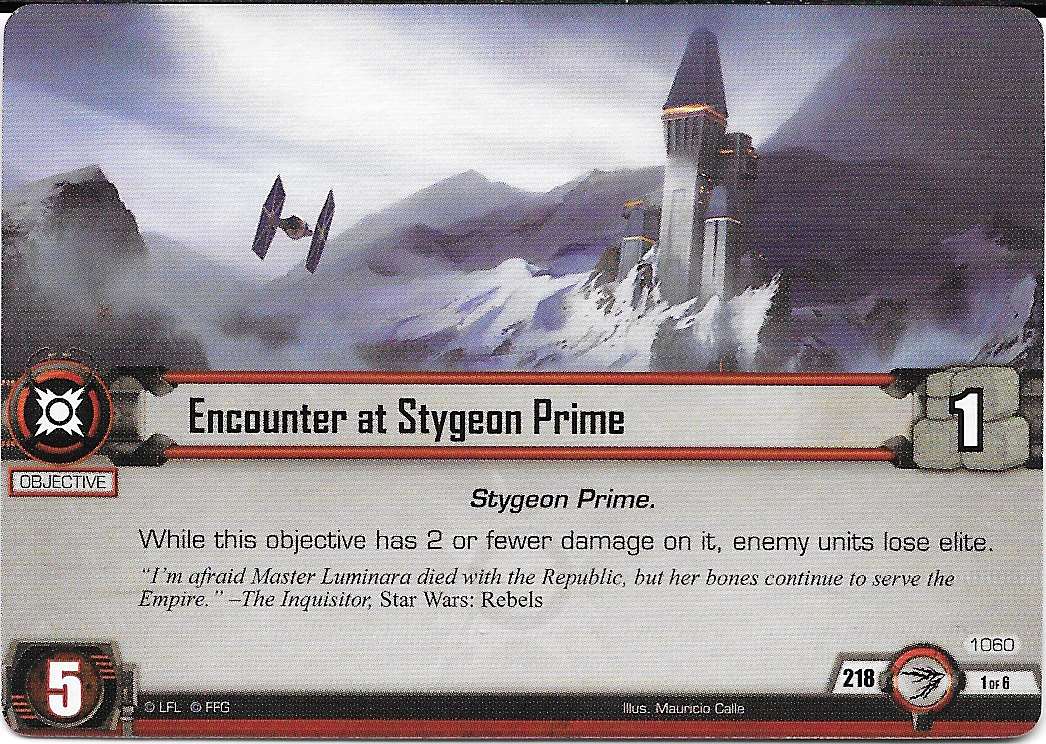 Encounter at Stygeon Prime
1
OBJECTIVE
Stygeon Prime.
While this objective has 2 or fewer damage on it, enemy units lose elite.
“I’m afraid Master Luminara died with the Republic, but her bones continue to serve the
Empire.” –The Inquisitor, Star Wars: Rebels
1060
5
218
1 OF 6
© LFL © FFG
Illus. Mauricio Calle